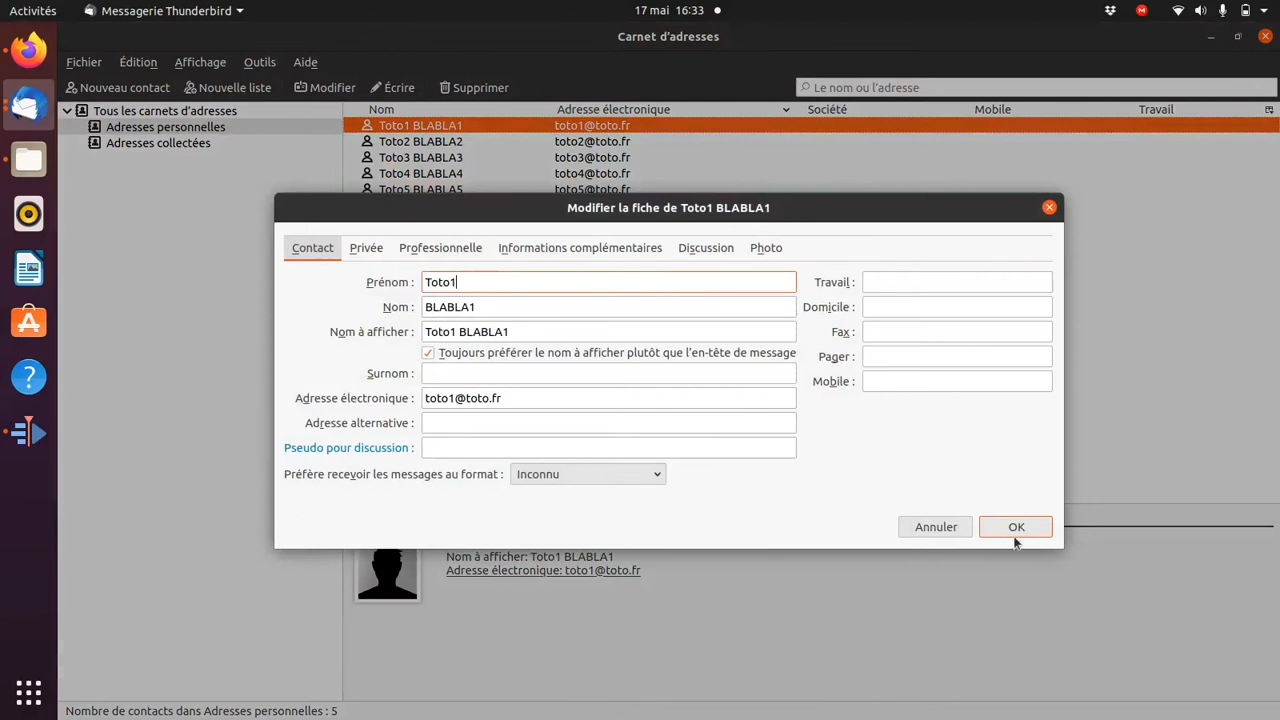 Activités Messagerie Thunderbird 17 mai 16:33
Carnet d'adresses
Fichier Édition Affichage Outils Aide
Nouveau contact Nouvelle liste Modifier Écrire Supprimer Le nom ou l'adresse
Tous les carnets d'adresses
Adresses personnelles
Adresses collectées
Nom Adresse électronique Société Mobile Travail
Toto1 BLABLA1 toto1@toto.fr
Toto2 BLABLA2 toto2@toto.fr
Toto3 BLABLA3 toto3@toto.fr
Toto4 BLABLA4 toto4@toto.fr
Toto5 BLABLA5 toto5@toto.fr
Modifier la fiche de Toto1 BLABLA1
Contact Privée Professionnelle Informations complémentaires Discussion Photo
Prénom : Toto1 Travail :
Nom : BLABLA1 Domicile :
Nom à afficher : Toto1 BLABLA1 Fax :
Toujours préférer le nom à afficher plutôt que l'en-tête de message Pager :
Surnom : Mobile :
Adresse électronique : toto1@toto.fr
Adresse alternative :
Pseudo pour discussion :
Préfère recevoir les messages au format : Inconnu
Annuler OK
Nom à afficher: Toto1 BLABLA1
Adresse électronique: toto1@toto.fr
Nombre de contacts dans Adresses personnelles : 5